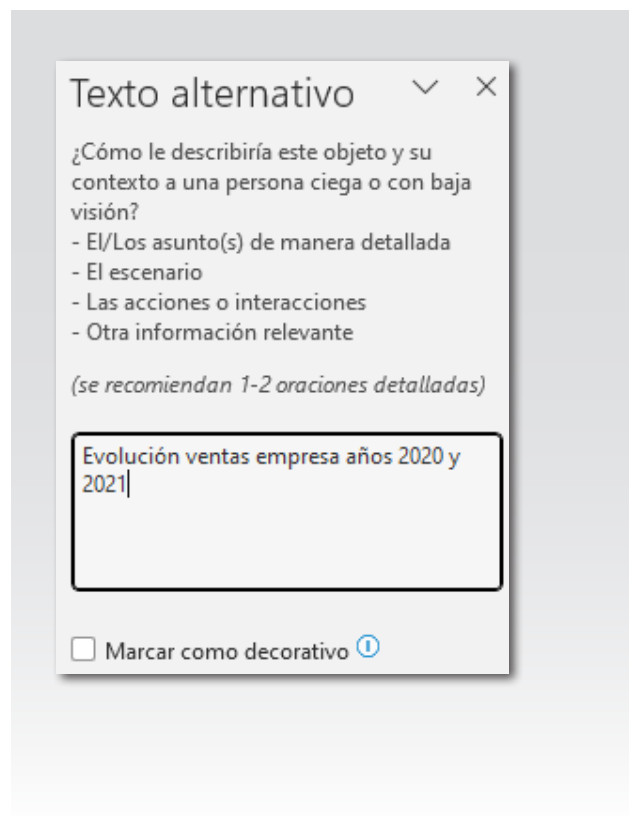 Texto alternativo
¿Cómo le describiría este objeto y su
contexto a una persona ciega o con baja
visión?
- El/Los asunto(s) de manera detallada
- El escenario
- Las acciones o interacciones
- Otra información relevante
(se recomiendan 1-2 oraciones detalladas)
Evolución ventas empresa años 2020 y
2021
Marcar como decorativo